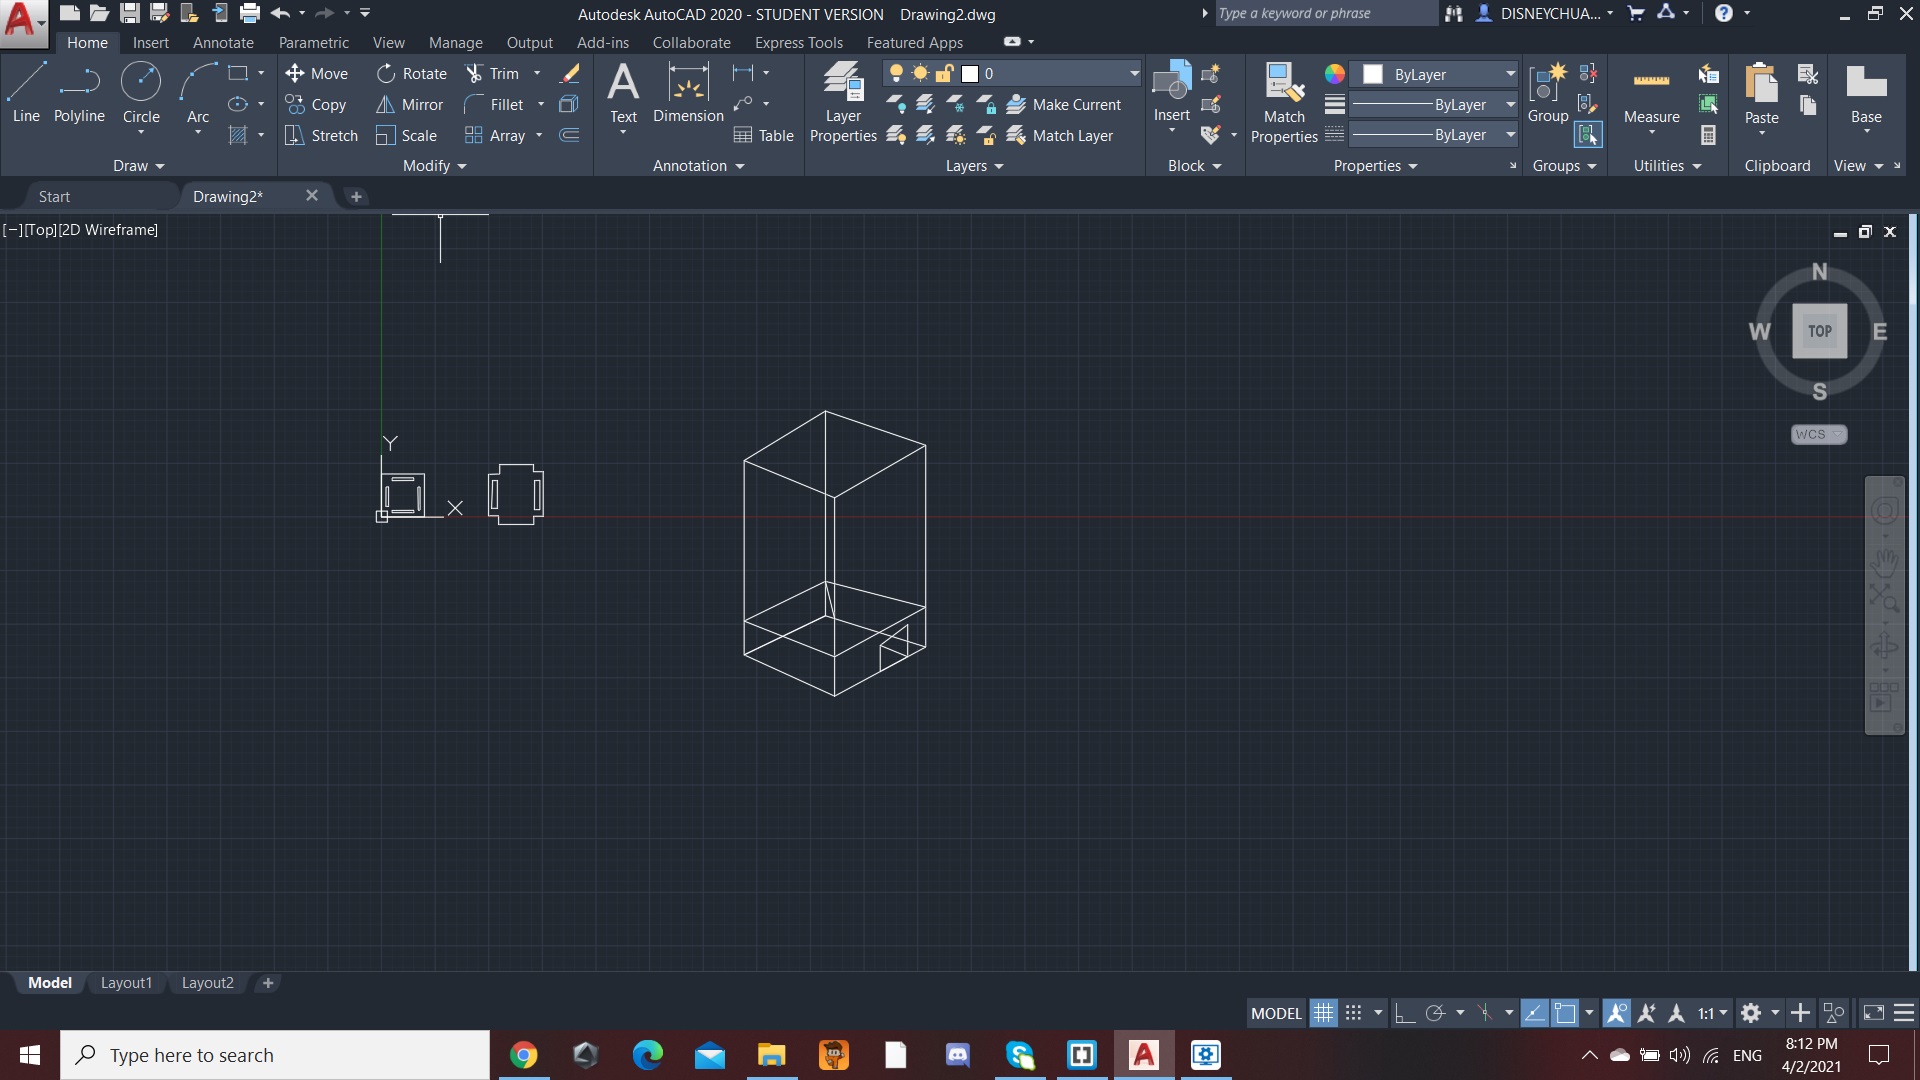 Autodesk AutoCAD 2020 - STUDENT VERSION Drawing2.dwg
Type a keyword or phrase
DISNEYCHUA...
Home Insert Annotate Parametric View Manage Output Add-ins Collaborate Express Tools Featured Apps
Line Polyline Circle Arc
Move Rotate Trim
Copy Mirror Fillet
Stretch Scale Array
Text Dimension
Table
Layer Properties
0
Make Current
Match Layer
Insert
Match Properties
ByLayer
ByLayer
ByLayer
Group
Measure
Paste
Base
Draw Modify Annotation Layers Block Properties Groups Utilities Clipboard View
Start Drawing2*
[−][Top][2D Wireframe]
N
W TOP E
S
WCS
Y
X
Model Layout1 Layout2
MODEL 1:1
Type here to search
ENG
8:12 PM
4/2/2021